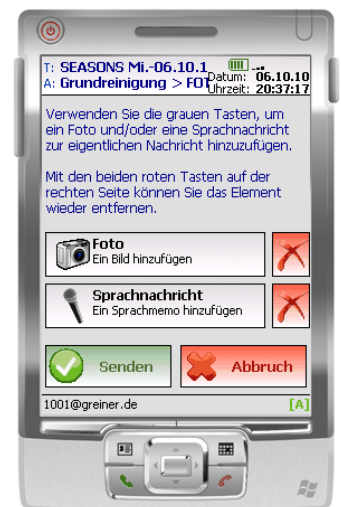 T: SEASONS Mi.-06.10.1
A: Grundreinigung > FOT
Datum: 06.10.10
Uhrzeit: 20:37:17
Verwenden Sie die grauen Tasten, um
ein Foto und/oder eine Sprachnachricht
zur eigentlichen Nachricht hinzuzufügen.
Mit den beiden roten Tasten auf der
rechten Seite können Sie das Element
wieder entfernen.
Foto
Ein Bild hinzufügen
Sprachnachricht
Ein Sprachmemo hinzufügen
Senden
Abbruch
1001@greiner.de
[A]